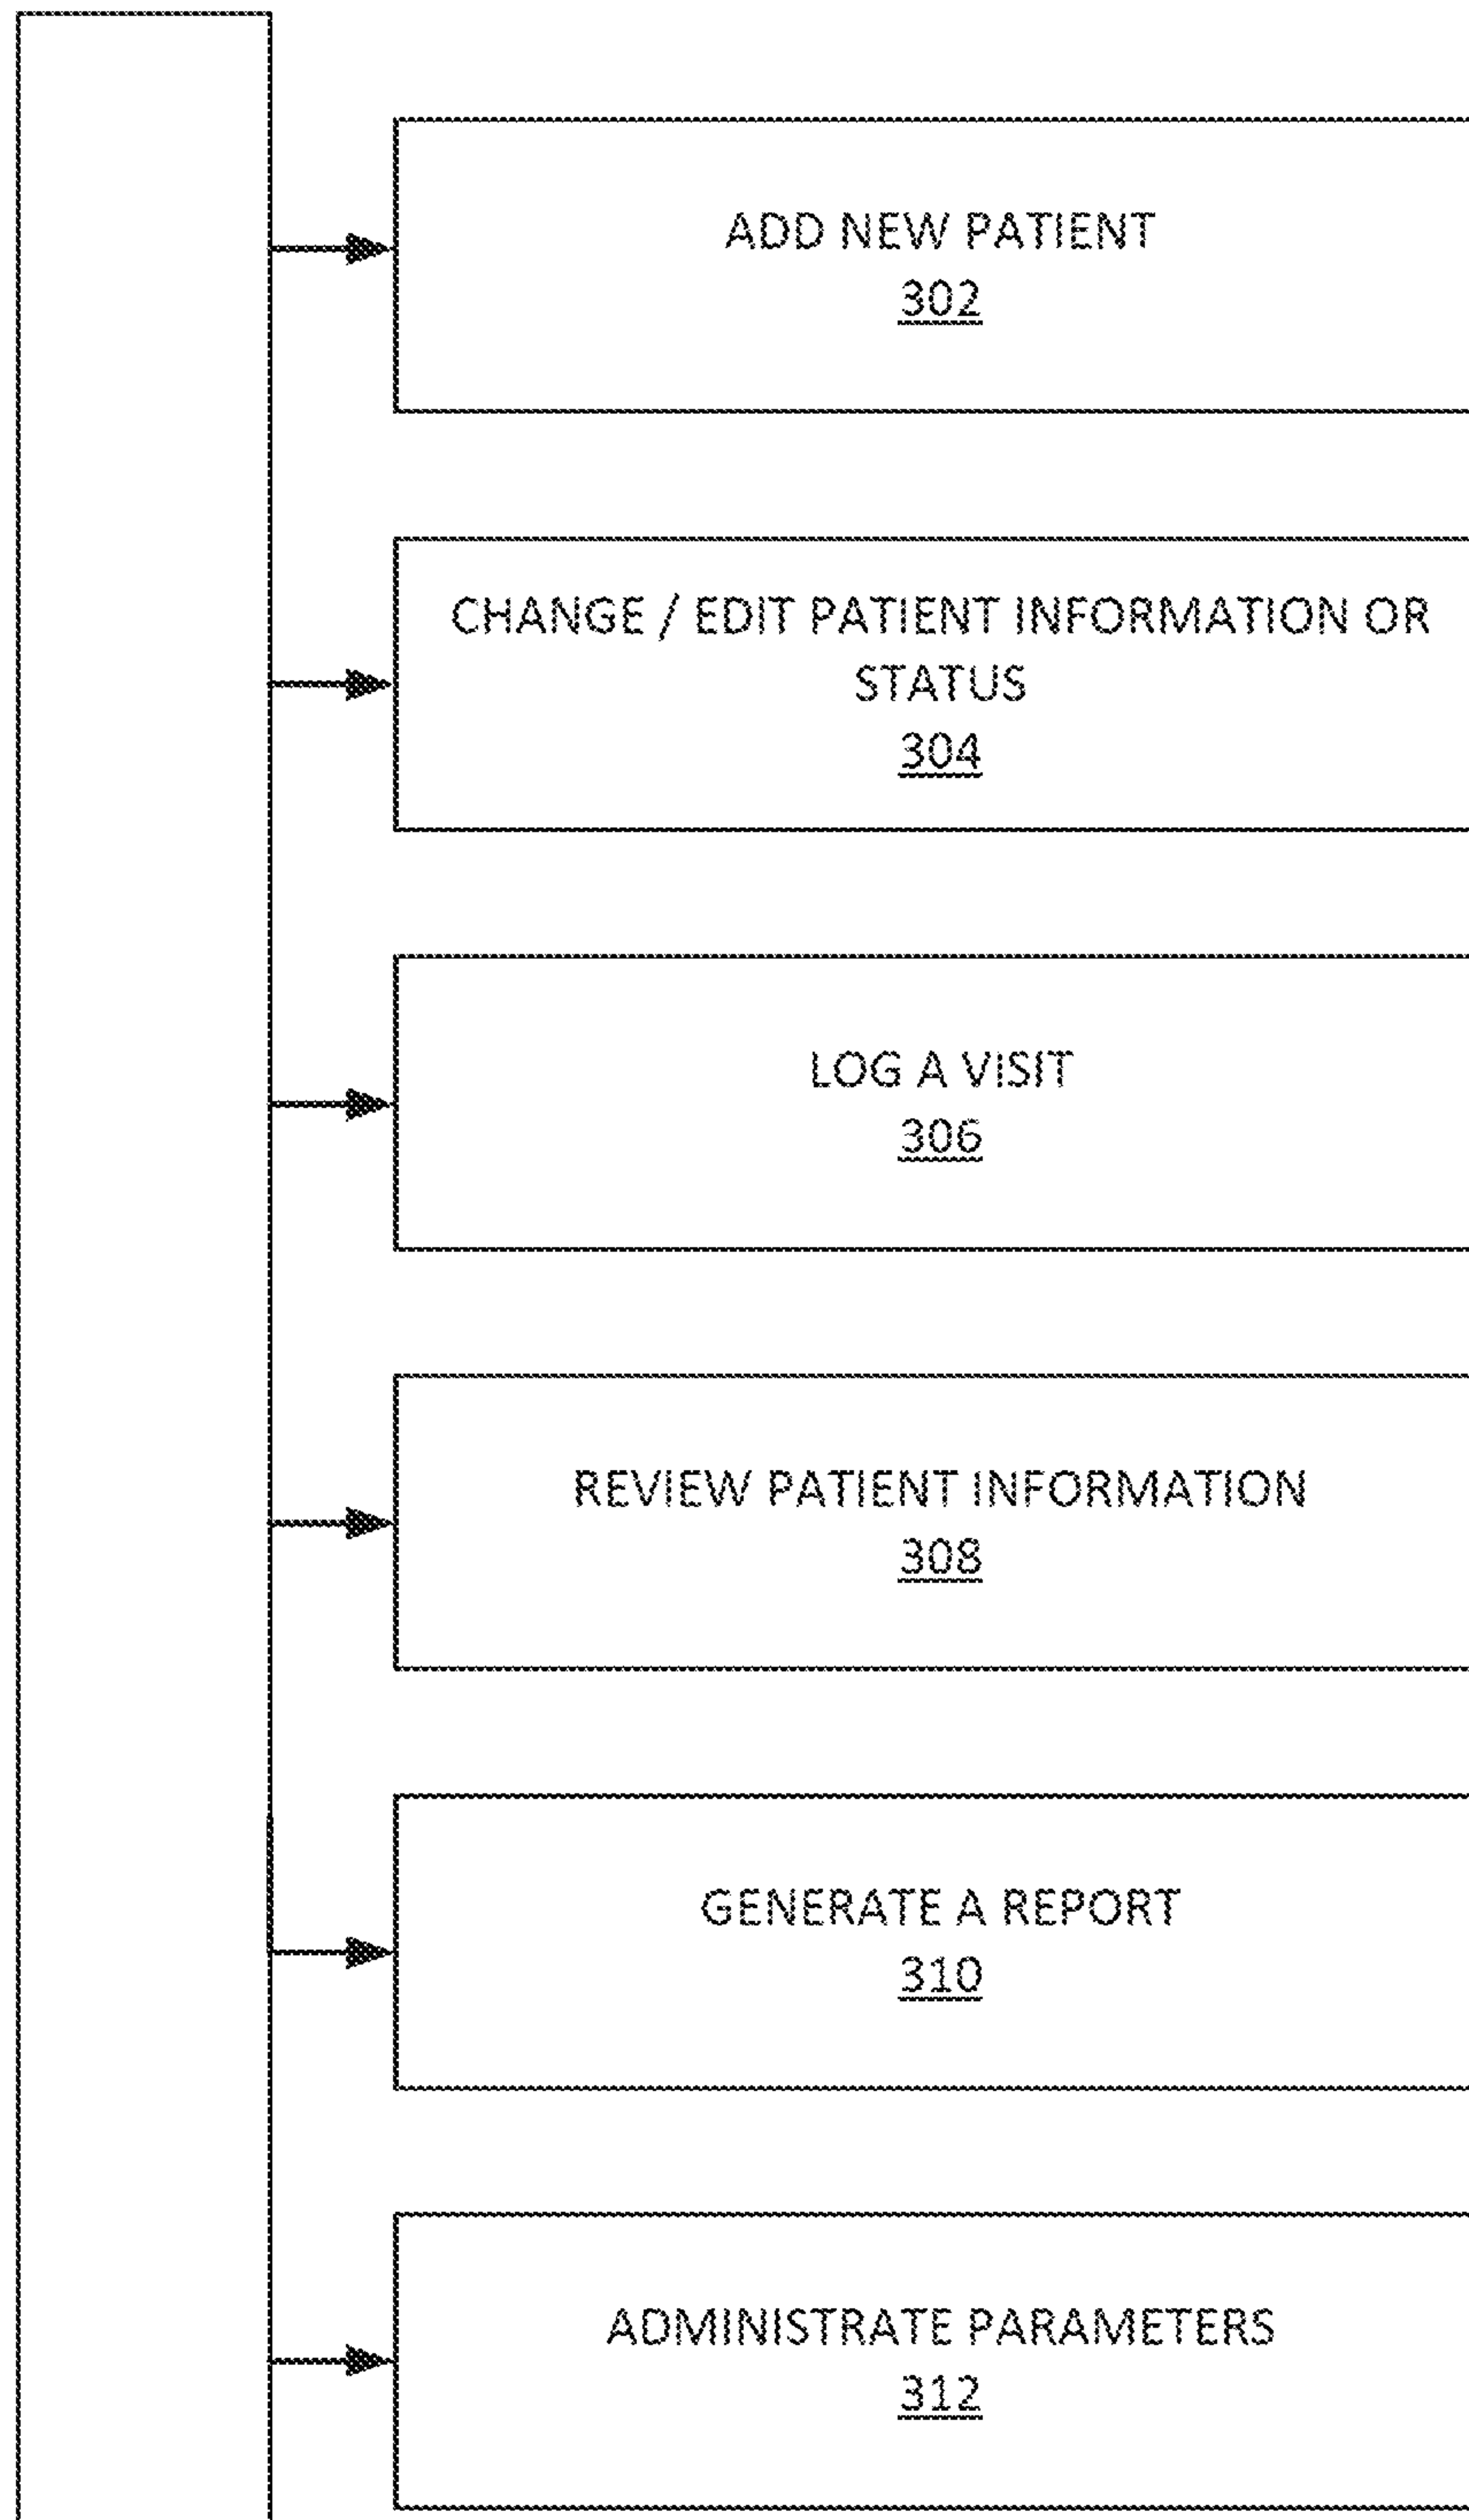 ADD NEW PATIENT
302
CHANGE / EDIT PATIENT INFORMATION OR
STATUS
304
LOG A VISIT
306
REVIEW PATIENT INFORMATION
308
GENERATE A REPORT
310
ADMINISTRATE PARAMETERS
312